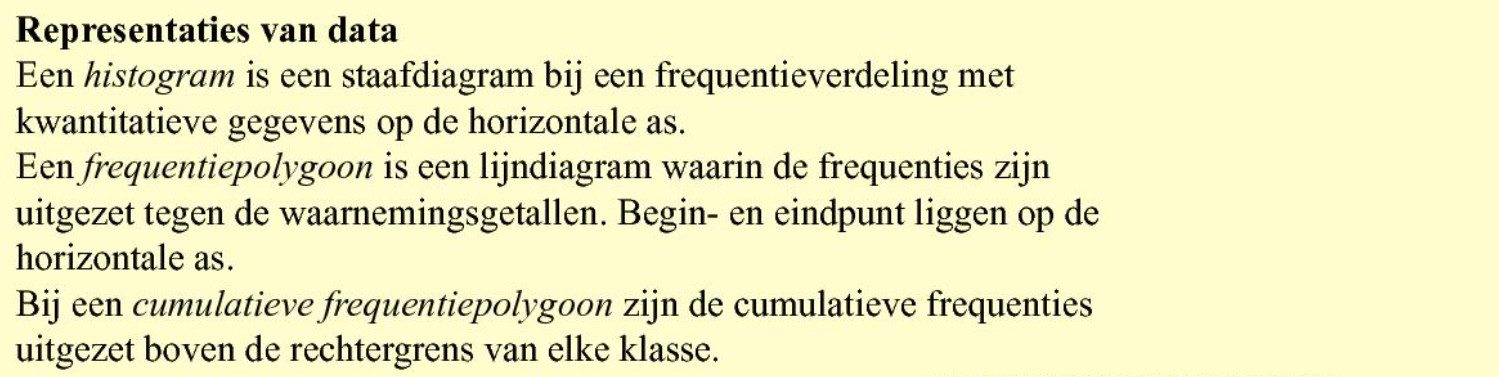 Representaties van data
Een histogram is een staafdiagram bij een frequentieverdeling met
kwantitatieve gegevens op de horizontale as.
Een frequentiepolygoon is een lijndiagram waarin de frequenties zijn
uitgezet tegen de waarnemingsgetallen. Begin- en eindpunt liggen op de
horizontale as.
Bij een cumulatieve frequentiepolygoon zijn de cumulatieve frequenties
uitgezet boven de rechtergrens van elke klasse.